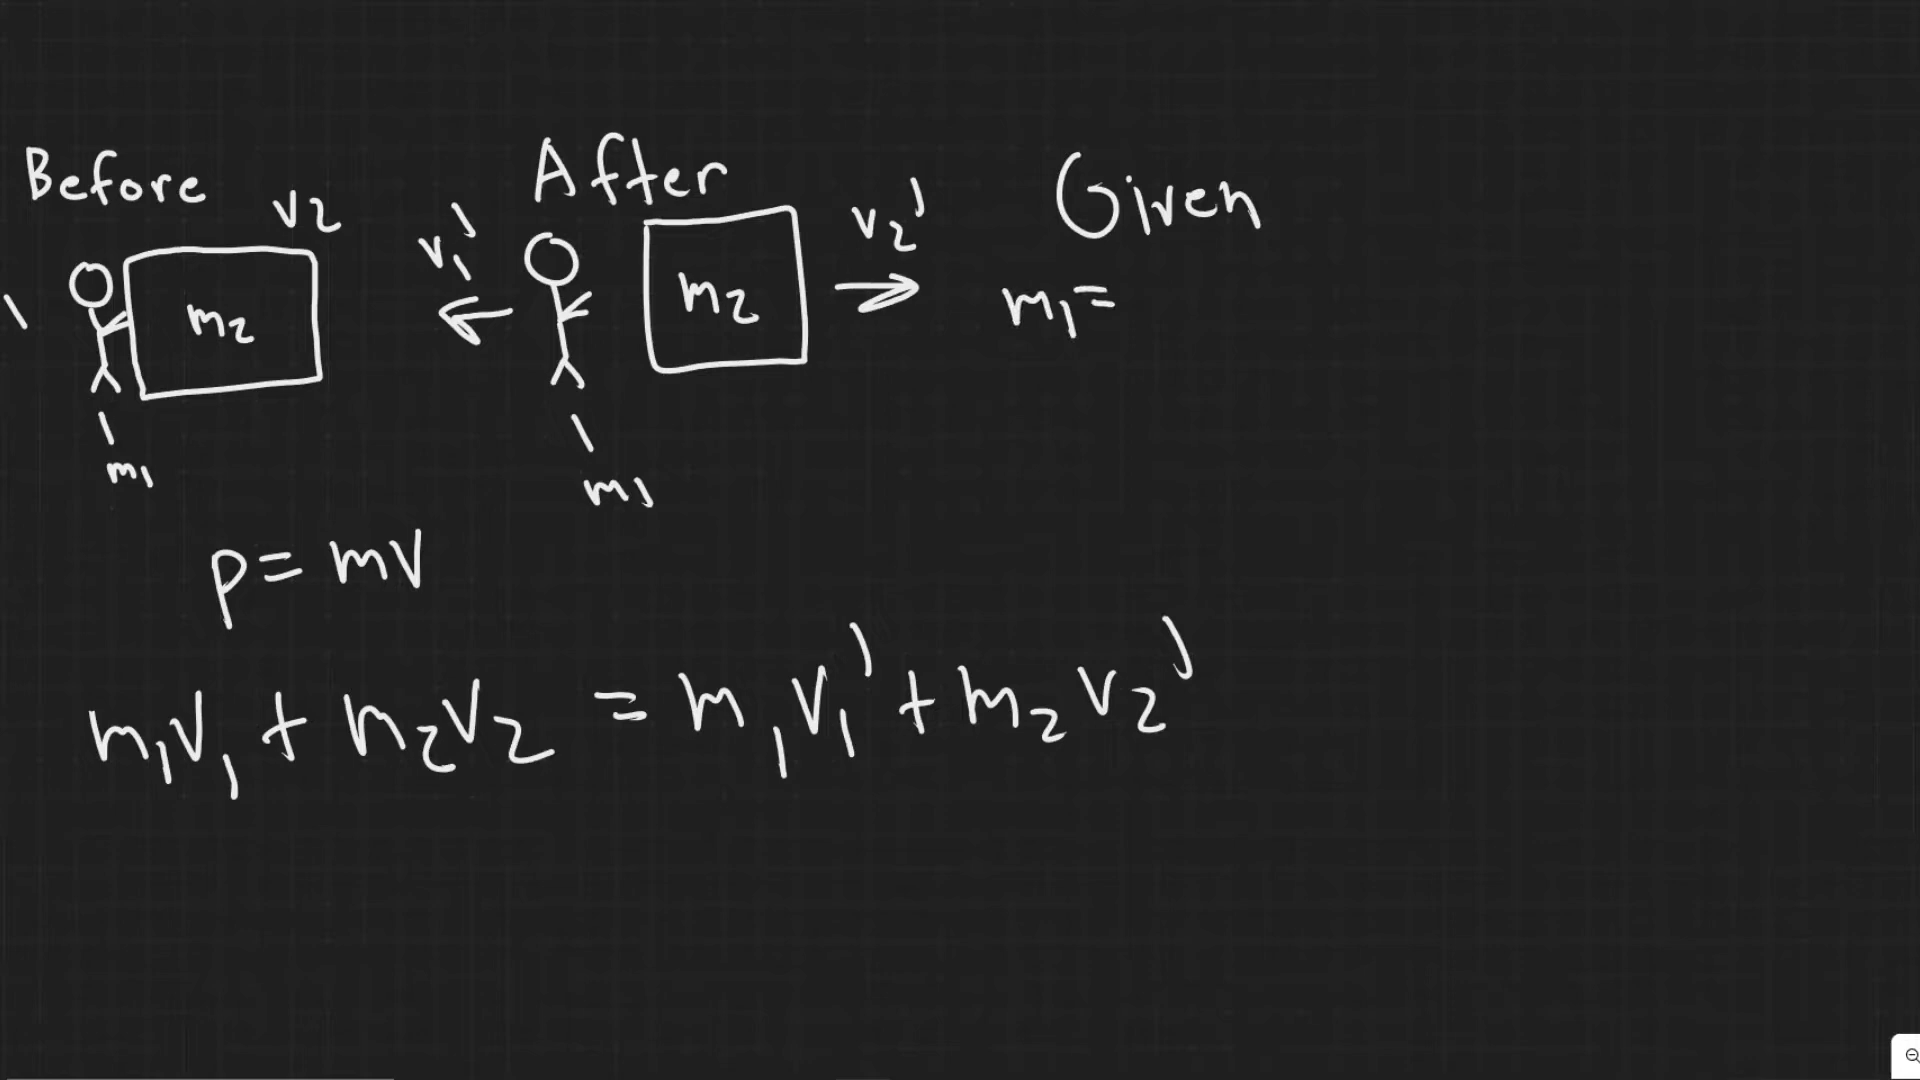 Before
After
Given
v2
v₁'
v₂'
m₂
m₂
m₁=
m₁
m₁
p=mv
m₁v₁+m₂v₂=m₁v₁'+m₂v₂'